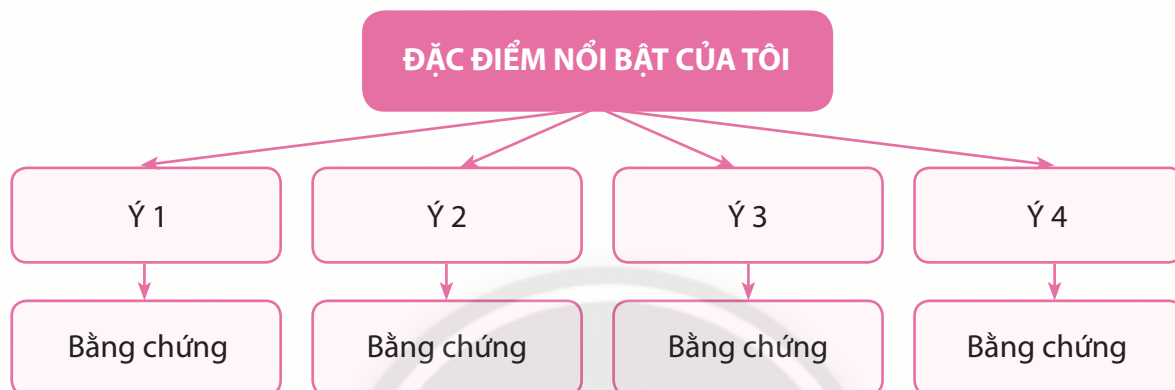 ĐẶC ĐIỂM NỔI BẬT CỦA TÔI
Ý 1
Ý 2
Ý 3
Ý 4
Bằng chứng
Bằng chứng
Bằng chứng
Bằng chứng